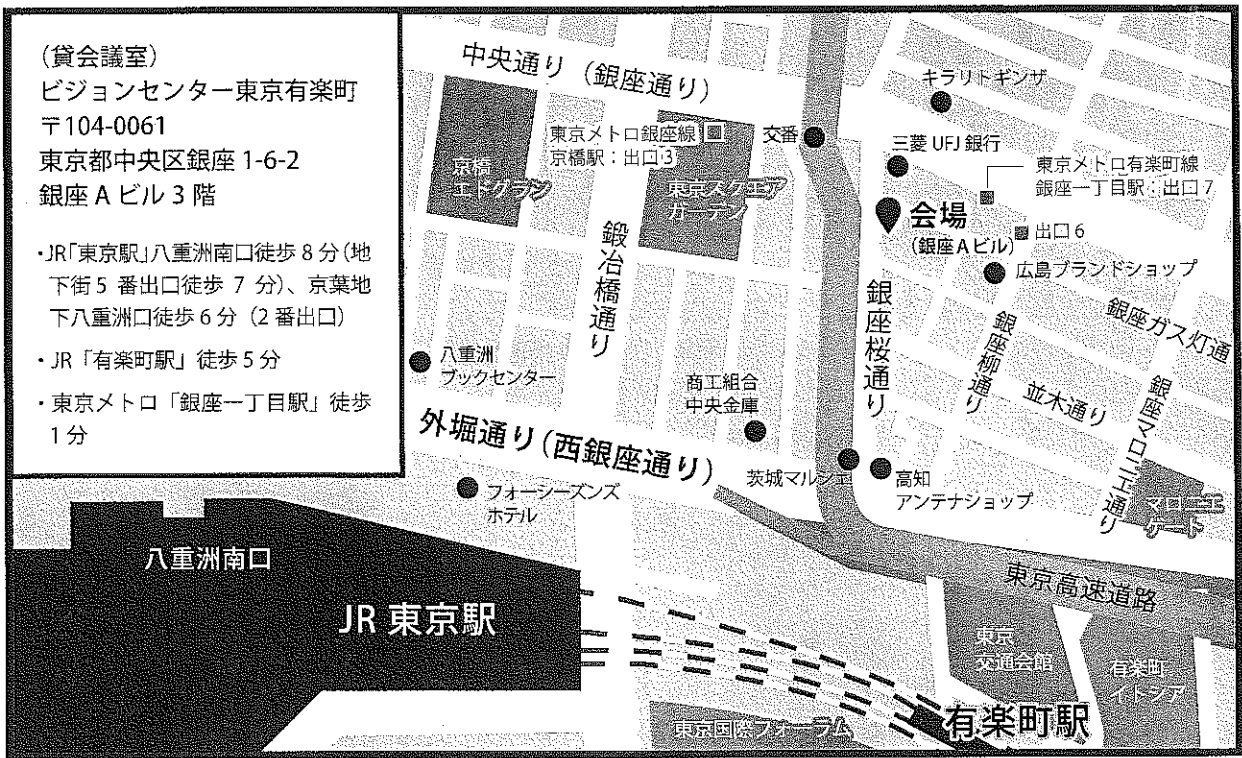 （貸会議室）
ビジョンセンター東京有楽町
〒104-0061
東京都中央区銀座 1-6-2
銀座 A ビル 3 階
・JR「東京駅」八重洲南口徒歩 8 分（地
下街 5 番出口徒歩 7 分）、京葉地
下八重洲口徒歩 6 分（2 番出口）
・JR「有楽町駅」徒歩 5 分
・東京メトロ「銀座一丁目駅」徒歩
1 分
中央通り（銀座通り）
キラリトギンザ
東京メトロ銀座線
京橋駅：出口 3
交番
三菱 UFJ 銀行
東京メトロ有楽町線
銀座一丁目駅：出口 7
京橋
エドグラン
東京スクエア
ガーデン
会場
（銀座 A ビル）
出口 6
広島ブランドショップ
鍛冶橋通り
銀座桜通り
銀座柳通り
銀座ガス灯通
八重洲
ブックセンター
商工組合
中央金庫
並木通り
銀座マロニエ通り
外堀通り（西銀座通り）
茨城マルシェ
高知
アンテナショップ
マロニエ
ゲート
フォーシーズンズ
ホテル
八重洲南口
JR 東京駅
東京高速道路
東京
交通会館
有楽町
イトシア
有楽町駅
東京国際フォーラム